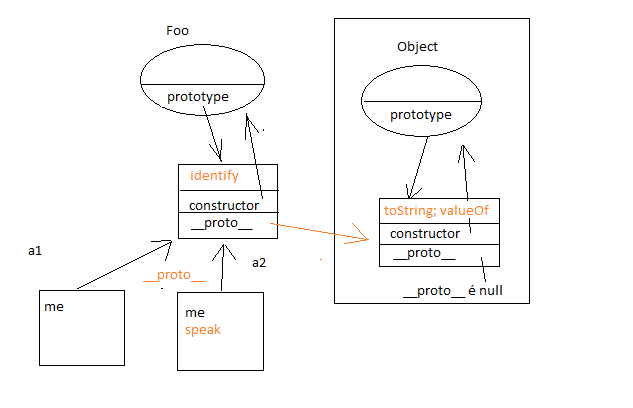 Foo
prototype
identify
constructor
__proto__
a1
__proto__
a2
me
me
speak
Object
prototype
toString; valueOf
constructor
__proto__
__proto__ é null